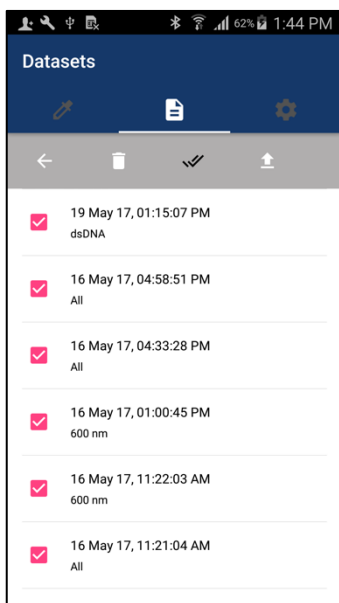 62% 1:44 PM
Datasets
19 May 17, 01:15:07 PM
dsDNA
16 May 17, 04:58:51 PM
All
16 May 17, 04:33:28 PM
All
16 May 17, 01:00:45 PM
600 nm
16 May 17, 11:22:03 AM
600 nm
16 May 17, 11:21:04 AM
All